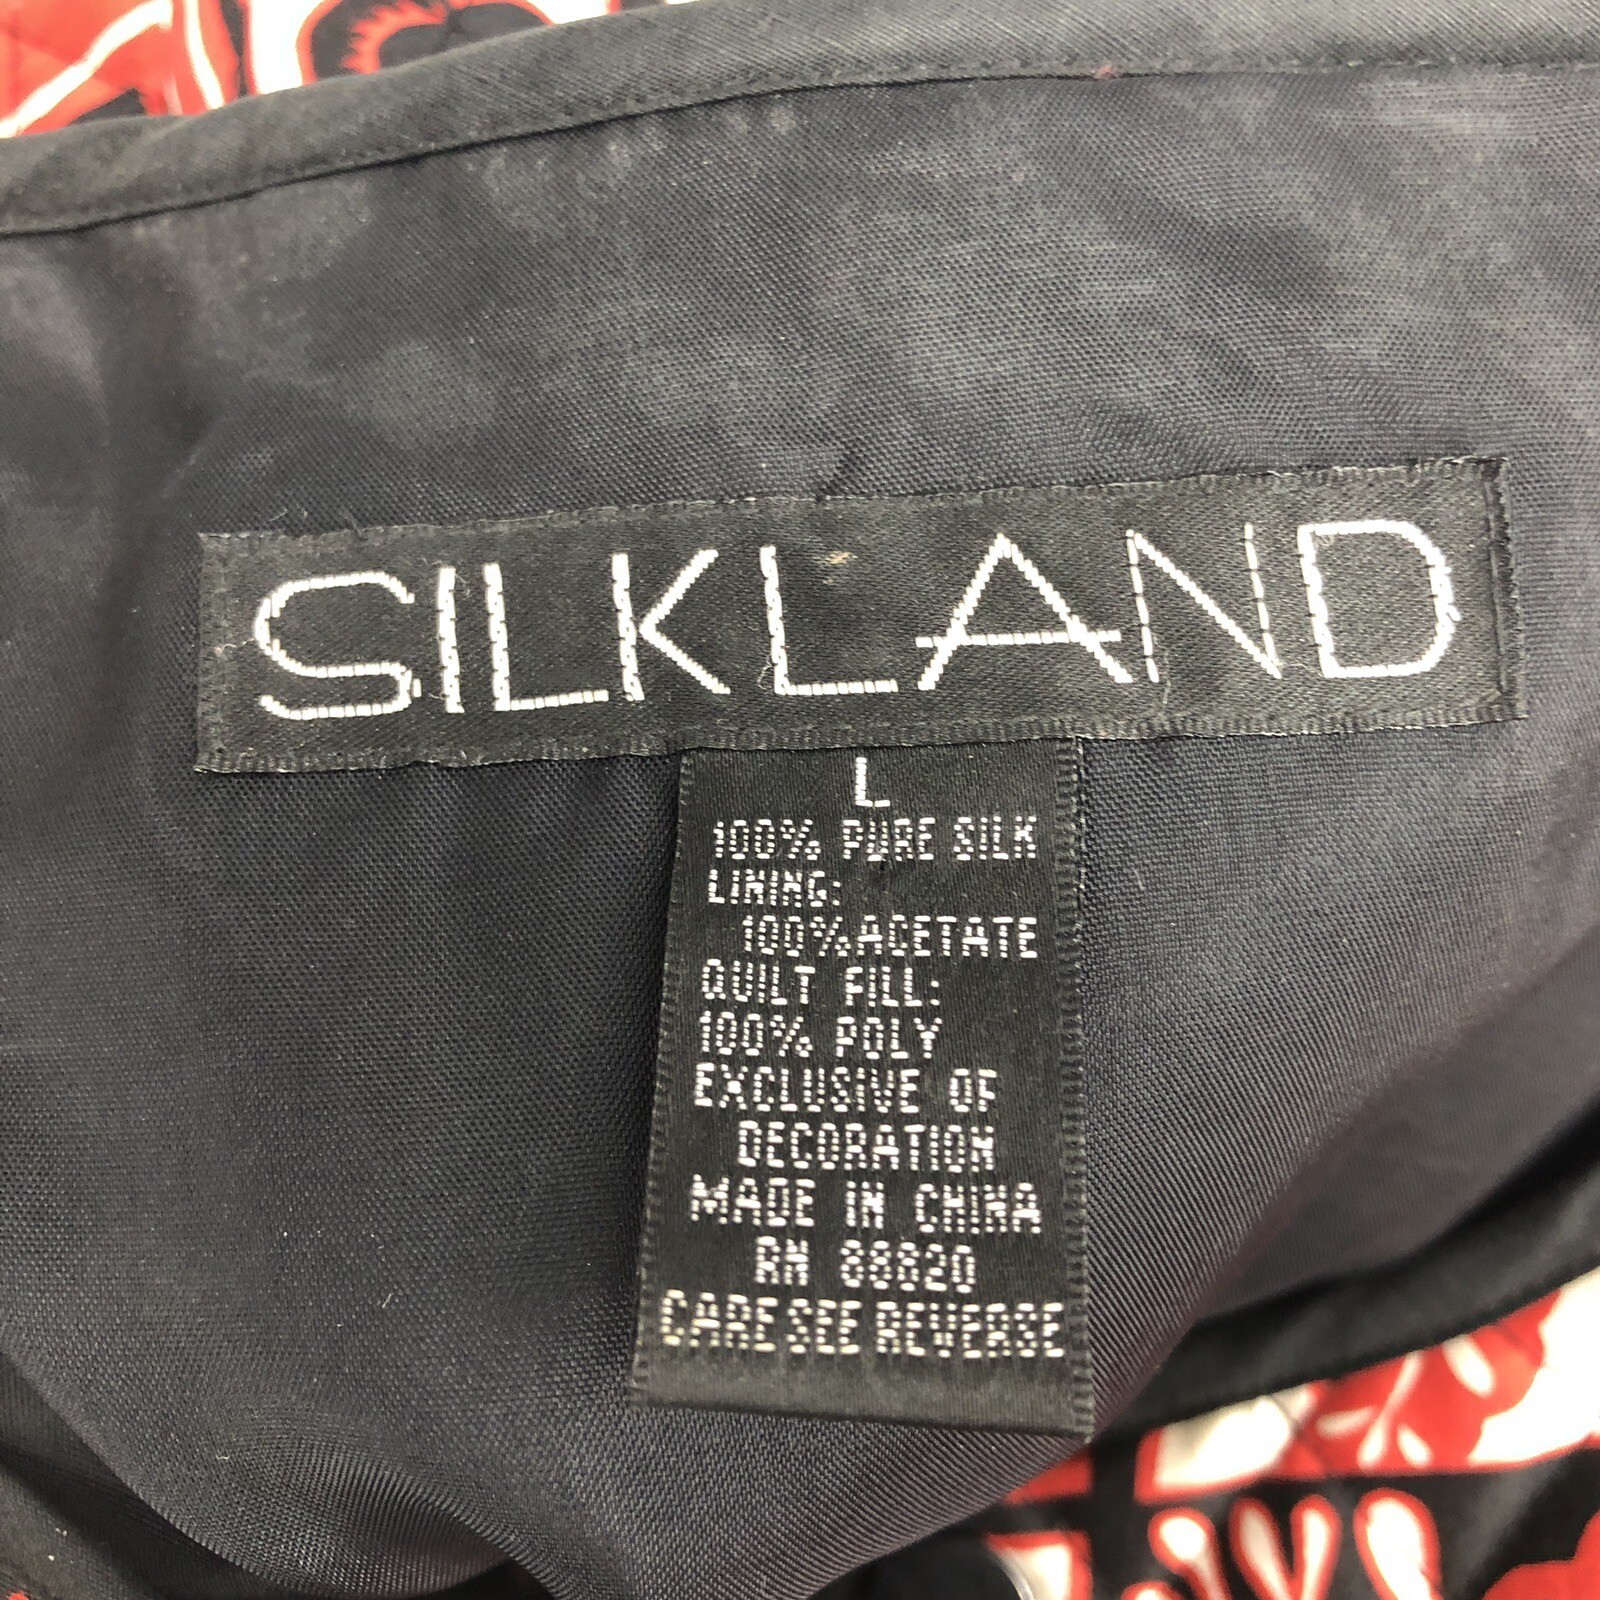 SILKLAND
L
100% PURE SILK
LINING:
100% ACETATE
QUILT FILL:
100% POLY
EXCLUSIVE OF
DECORATION
MADE IN CHINA
RN 88820
CARE SEE REVERSE